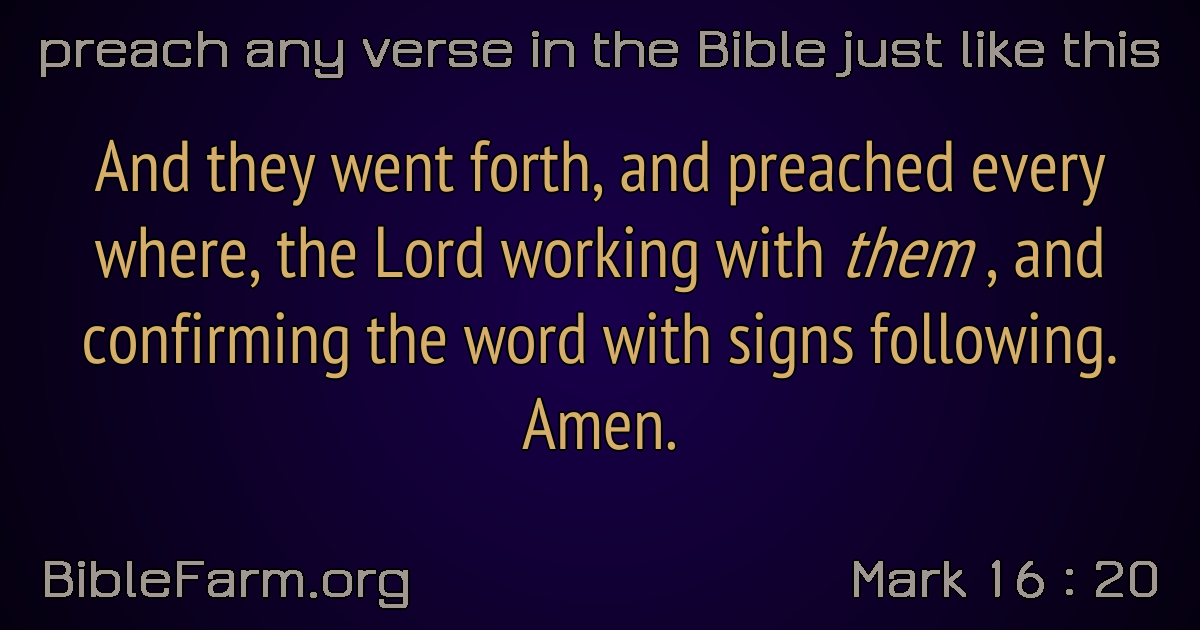 preach any verse in the Bible just like this
And they went forth, and preached every
where, the Lord working with them , and
confirming the word with signs following.
Amen.
BibleFarm.org
Mark 16 : 20